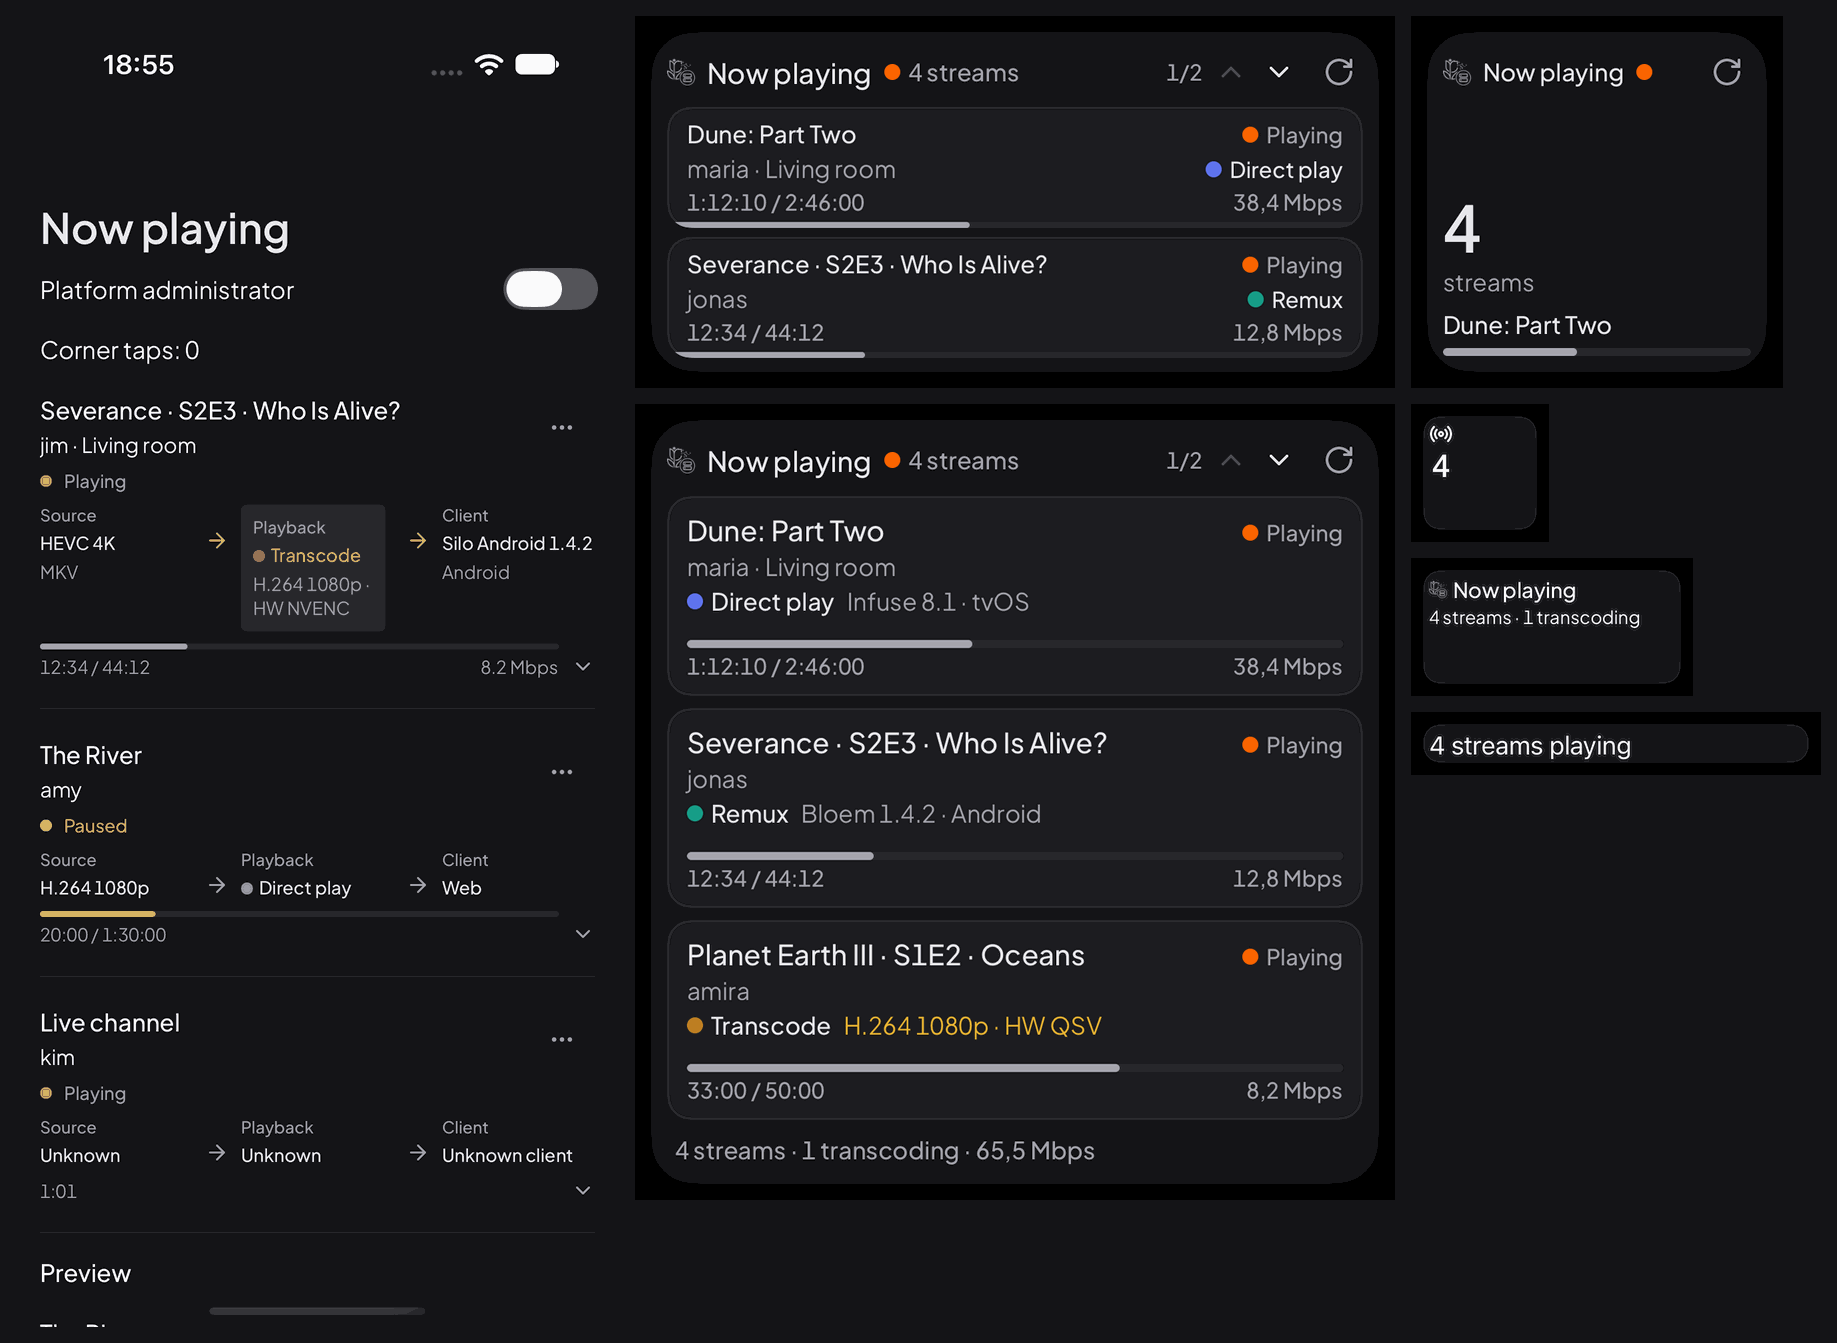 18:55
Now playing
Platform administrator
Corner taps: 0
Severance · S2E3 · Who Is Alive?
jim · Living room
Playing
Source
HEVC 4K
MKV
Playback
Transcode
H.264 1080p ·
HW NVENC
Client
Silo Android 1.4.2
Android
12:34 / 44:12
8.2 Mbps
The River
amy
Paused
Source
H.264 1080p
Playback
Direct play
Client
Web
20:00 / 1:30:00
Live channel
kim
Playing
Source
Unknown
Playback
Unknown
Client
Unknown client
1:01
Preview
Now playing 4 streams 1/2
Dune: Part Two
Playing
maria · Living room
Direct play
1:12:10 / 2:46:00
38,4 Mbps
Severance · S2E3 · Who Is Alive?
Playing
jonas
Remux
12:34 / 44:12
12,8 Mbps
Now playing 4 streams 1/2
Dune: Part Two
Playing
maria · Living room
Direct play Infuse 8.1 · tvOS
1:12:10 / 2:46:00
38,4 Mbps
Severance · S2E3 · Who Is Alive?
Playing
jonas
Remux Bloem 1.4.2 · Android
12:34 / 44:12
12,8 Mbps
Planet Earth III · S1E2 · Oceans
Playing
amira
Transcode H.264 1080p · HW QSV
33:00 / 50:00
8,2 Mbps
4 streams · 1 transcoding · 65,5 Mbps
Now playing
4
streams
Dune: Part Two
4
Now playing
4 streams · 1 transcoding
4 streams playing